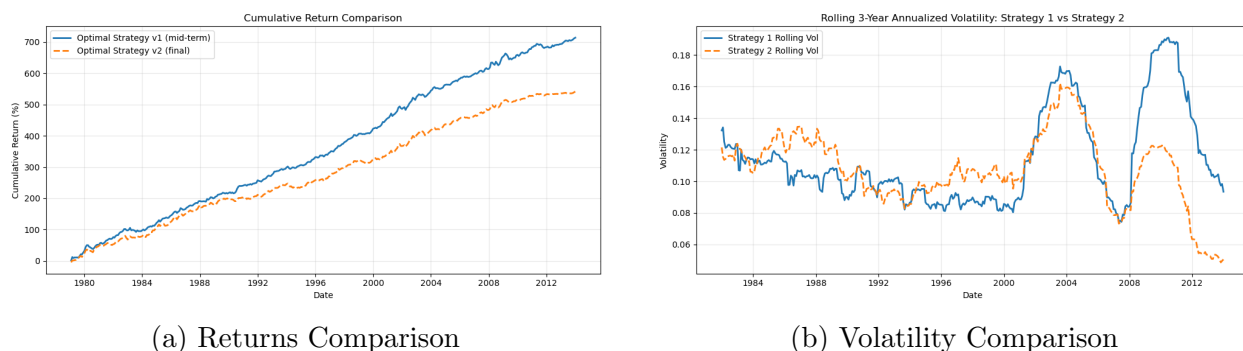 Cumulative Return Comparison
Optimal Strategy v1 (mid-term)
Optimal Strategy v2 (final)
700
600
500
400
300
200
100
0
Cumulative Return (%)
1980 1984 1988 1992 1996 2000 2004 2008 2012
Date
(a) Returns Comparison
Rolling 3-Year Annualized Volatility: Strategy 1 vs Strategy 2
Strategy 1 Rolling Vol
Strategy 2 Rolling Vol
0.18
0.16
0.14
0.12
0.10
0.08
0.06
Volatility
1984 1988 1992 1996 2000 2004 2008 2012
Date
(b) Volatility Comparison